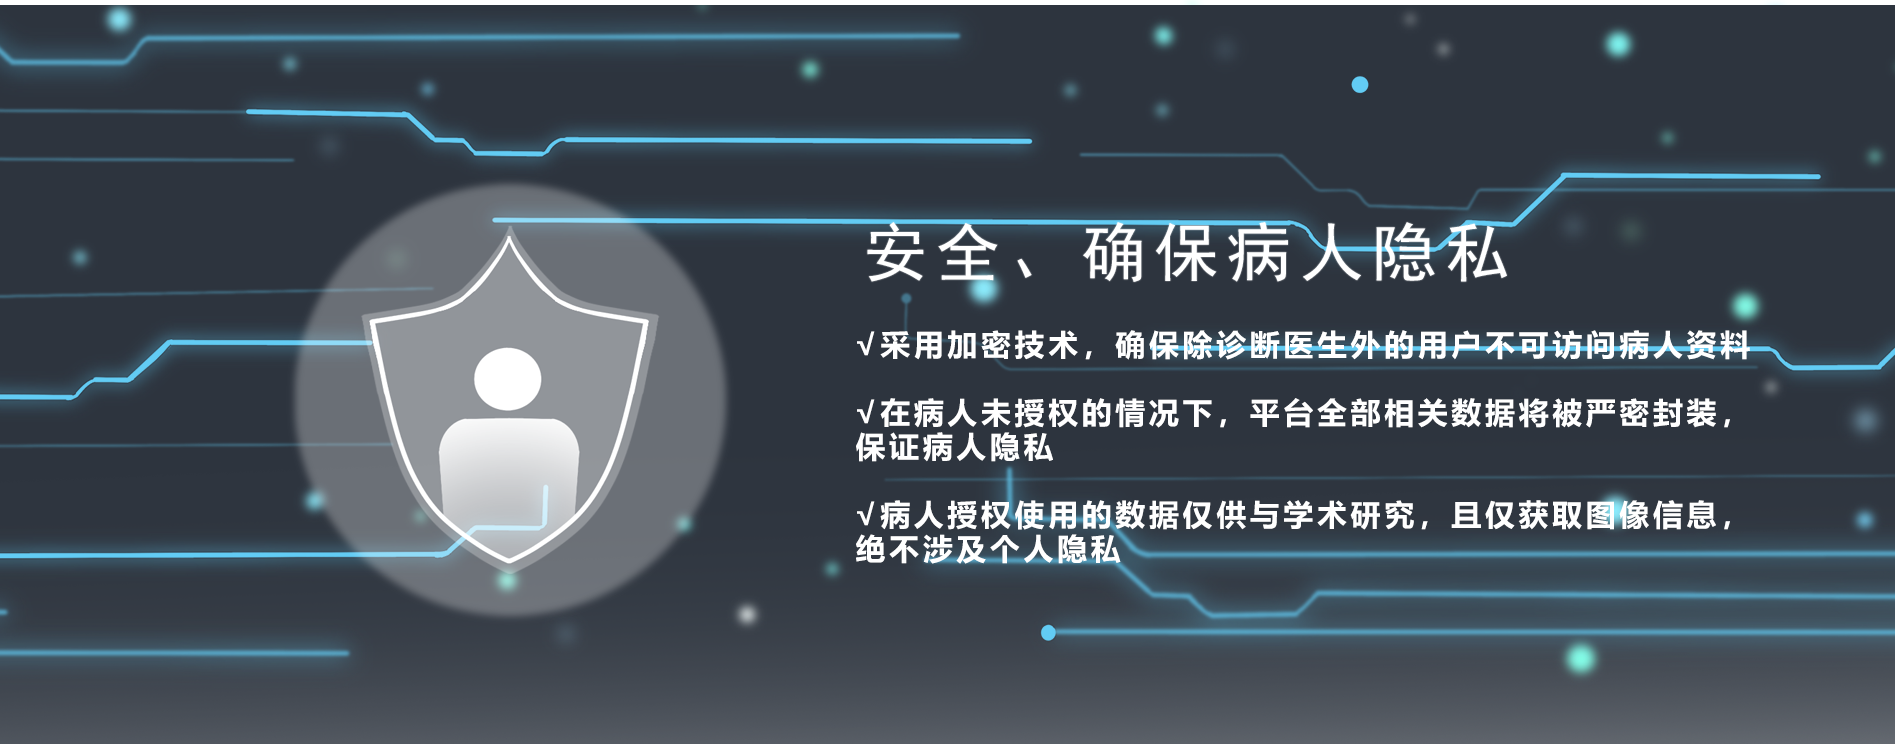 安全、确保病人隐私
√采用加密技术，确保除诊断医生外的用户不可访问病人资料
√在病人未授权的情况下，平台全部相关数据将被严密封装，
保证病人隐私
√病人授权使用的数据仅供与学术研究，且仅获取图像信息，
绝不涉及个人隐私